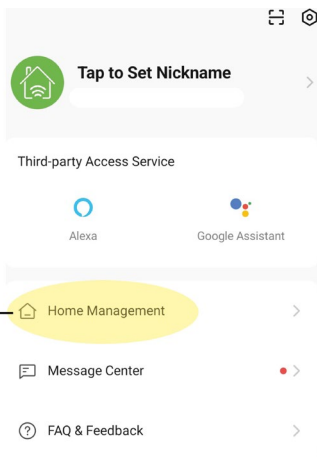 Tap to Set Nickname
Third-party Access Service
Alexa
Google Assistant
Home Management
Message Center
FAQ & Feedback